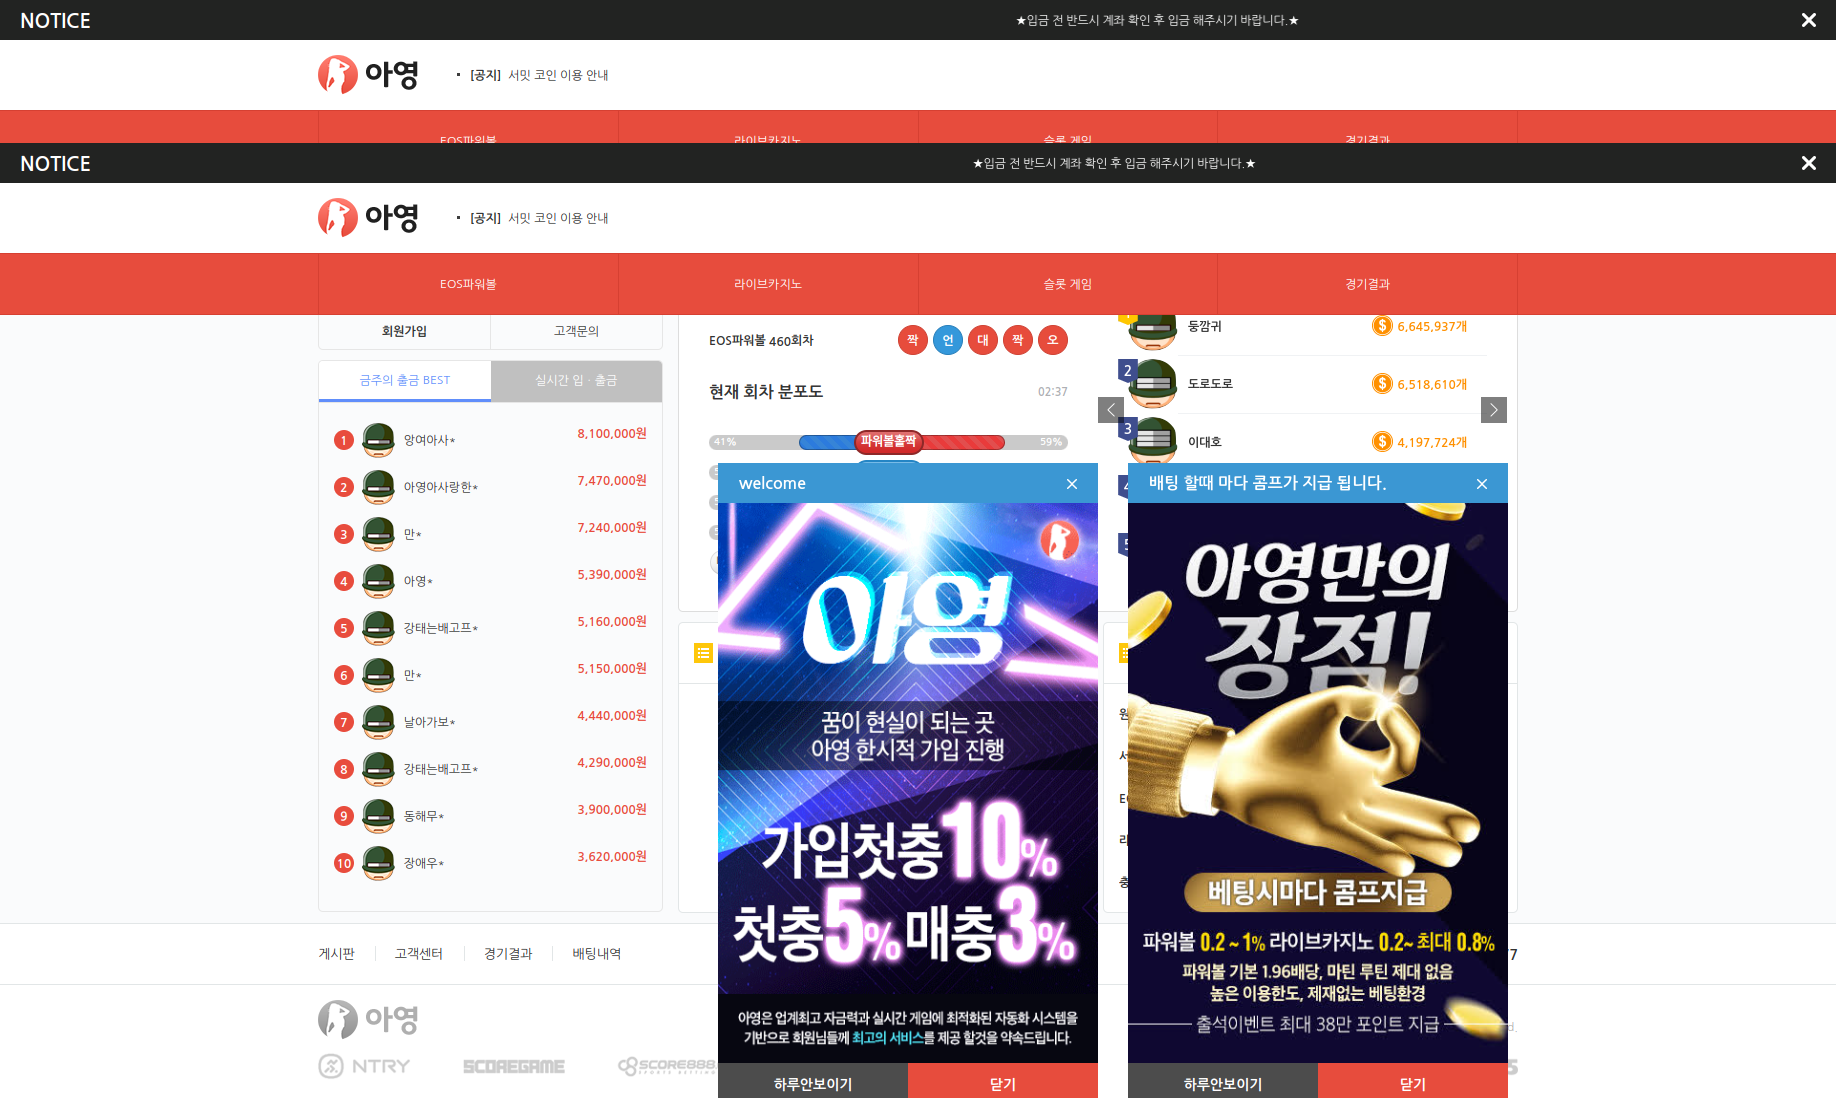 NOTICE
★입금 전 반드시 계좌 확인 후 입금 해주시기 바랍니다.★
아영
[공지] 서밋 코인 이용 안내
EOS파워볼
라이브카지노
슬롯 게임
경기결과
NOTICE
★입금 전 반드시 계좌 확인 후 입금 해주시기 바랍니다.★
아영
[공지] 서밋 코인 이용 안내
EOS파워볼
라이브카지노
슬롯 게임
경기결과
회원가입
고객문의
금주의 출금 BEST
실시간 입 · 출금
1 앙여아사* 8,100,000원
2 아영아사랑한* 7,470,000원
3 만* 7,240,000원
4 아영* 5,390,000원
5 강태는배고프* 5,160,000원
6 만* 5,150,000원
7 날아가보* 4,440,000원
8 강태는배고프* 4,290,000원
9 동해무* 3,900,000원
10 장애우* 3,620,000원
EOS파워볼 460회차
짝 언 대 짝 오
현재 회차 분포도
02:37
41% 파워볼홀짝 59%
둥깜귀 6,645,937개
2 도로도로 6,518,610개
3 이대호 4,197,724개
welcome
아영
꿈이 현실이 되는 곳
아영 한시적 가입 진행
가입첫충10%
첫충5% 매충3%
아영은 업계최고 자금력과 실시간 게임에 최적화된 자동화 시스템을
기반으로 회원님들께 최고의 서비스를 제공 할것을 약속드립니다.
하루안보이기
닫기
배팅 할때 마다 콤프가 지급 됩니다.
아영만의
장점!
베팅시마다 콤프지급
파워볼 0.2 ~ 1% 라이브카지노 0.2~ 최대 0.8%
파워볼 기본 1.96배당, 마틴 루틴 제대 없음
높은 이용한도, 제재없는 베팅환경
출석이벤트 최대 38만 포인트 지급
하루안보이기
닫기
게시판
고객센터
경기결과
배팅내역
아영
NTRY
SCOREGAME
SCORE888